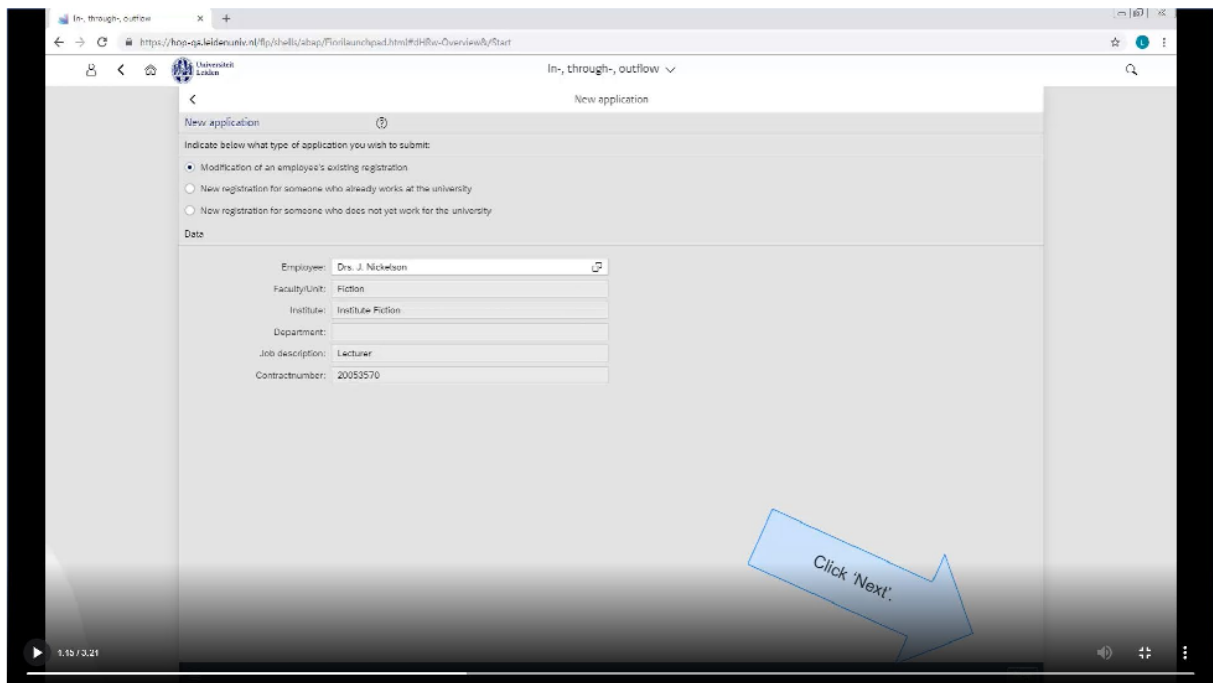 In-, through-, outflow
https://hop-qa.leidenuniv.nl/flp/shells/abap/Fiorilaunchpad.html#dHRw-Overview&/Start
Universiteit
Leiden
In-, through-, outflow
New application
New application
Indicate below what type of application you wish to submit:
Modification of an employee's existing registration
New registration for someone who already works at the university
New registration for someone who does not yet work for the university
Data
Employee: Drs. J. Nickelson
Faculty/Unit: Fiction
Institute: Institute Fiction
Department:
Job description: Lecturer
Contractnumber: 20053570
Click 'Next'.
1:15 / 3:21